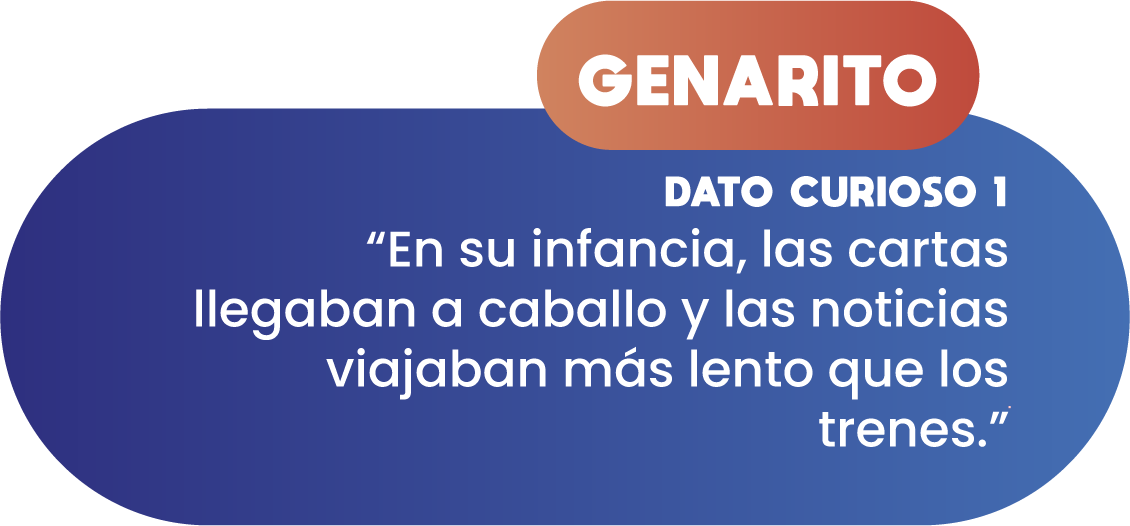 GENARITO
DATO CURIOSO 1
“En su infancia, las cartas
llegaban a caballo y las noticias
viajaban más lento que los
trenes.”